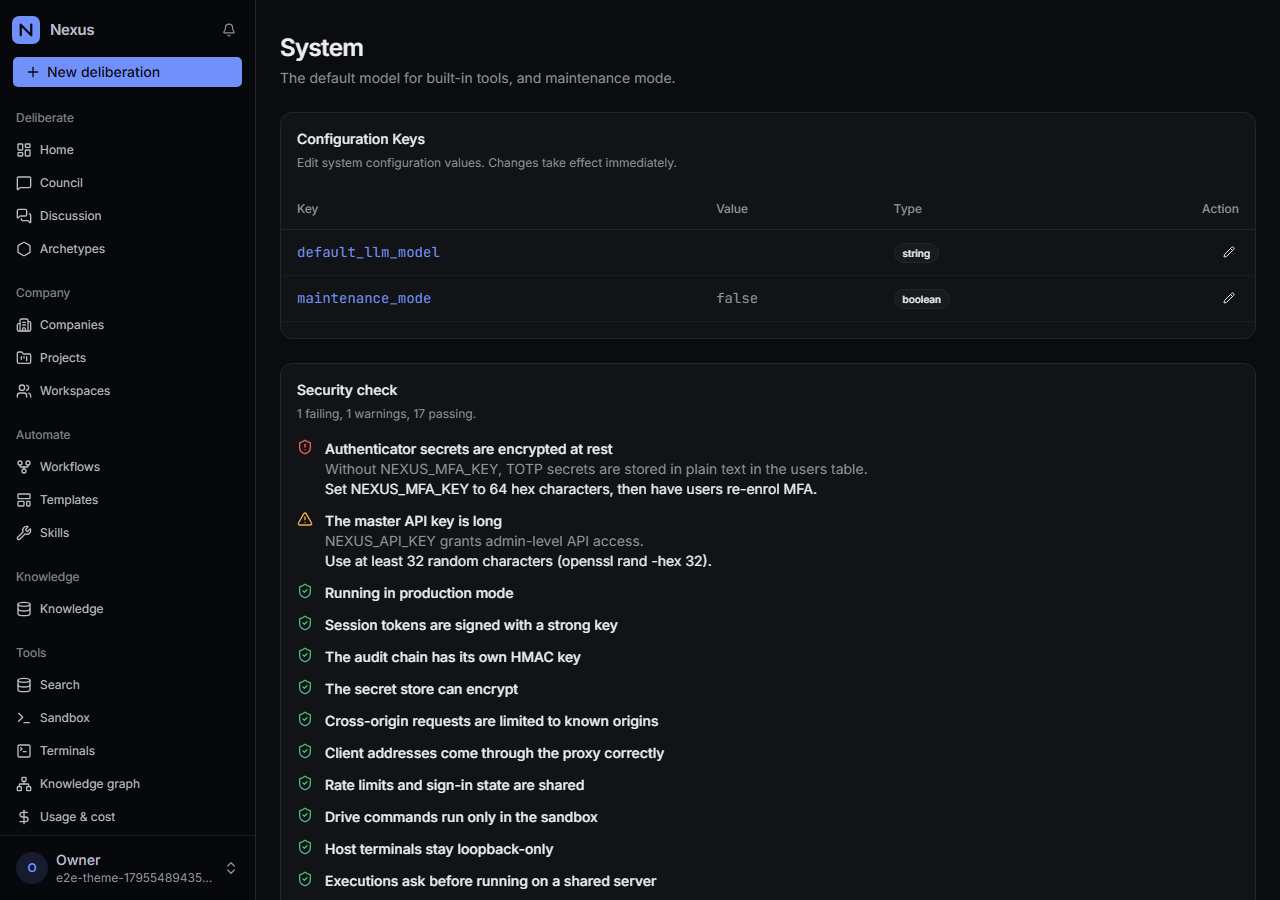 Nexus
New deliberation
Deliberate
Home
Council
Discussion
Archetypes
Company
Companies
Projects
Workspaces
Automate
Workflows
Templates
Skills
Knowledge
Knowledge
Tools
Search
Sandbox
Terminals
Knowledge graph
Usage & cost
O
Owner
e2e-theme-17955489435...
System
The default model for built-in tools, and maintenance mode.
Configuration Keys
Edit system configuration values. Changes take effect immediately.
Key Value Type Action
default_llm_model string
maintenance_mode false boolean
Security check
1 failing, 1 warnings, 17 passing.
Authenticator secrets are encrypted at rest
Without NEXUS_MFA_KEY, TOTP secrets are stored in plain text in the users table.
Set NEXUS_MFA_KEY to 64 hex characters, then have users re-enrol MFA.
The master API key is long
NEXUS_API_KEY grants admin-level API access.
Use at least 32 random characters (openssl rand -hex 32).
Running in production mode
Session tokens are signed with a strong key
The audit chain has its own HMAC key
The secret store can encrypt
Cross-origin requests are limited to known origins
Client addresses come through the proxy correctly
Rate limits and sign-in state are shared
Drive commands run only in the sandbox
Host terminals stay loopback-only
Executions ask before running on a shared server